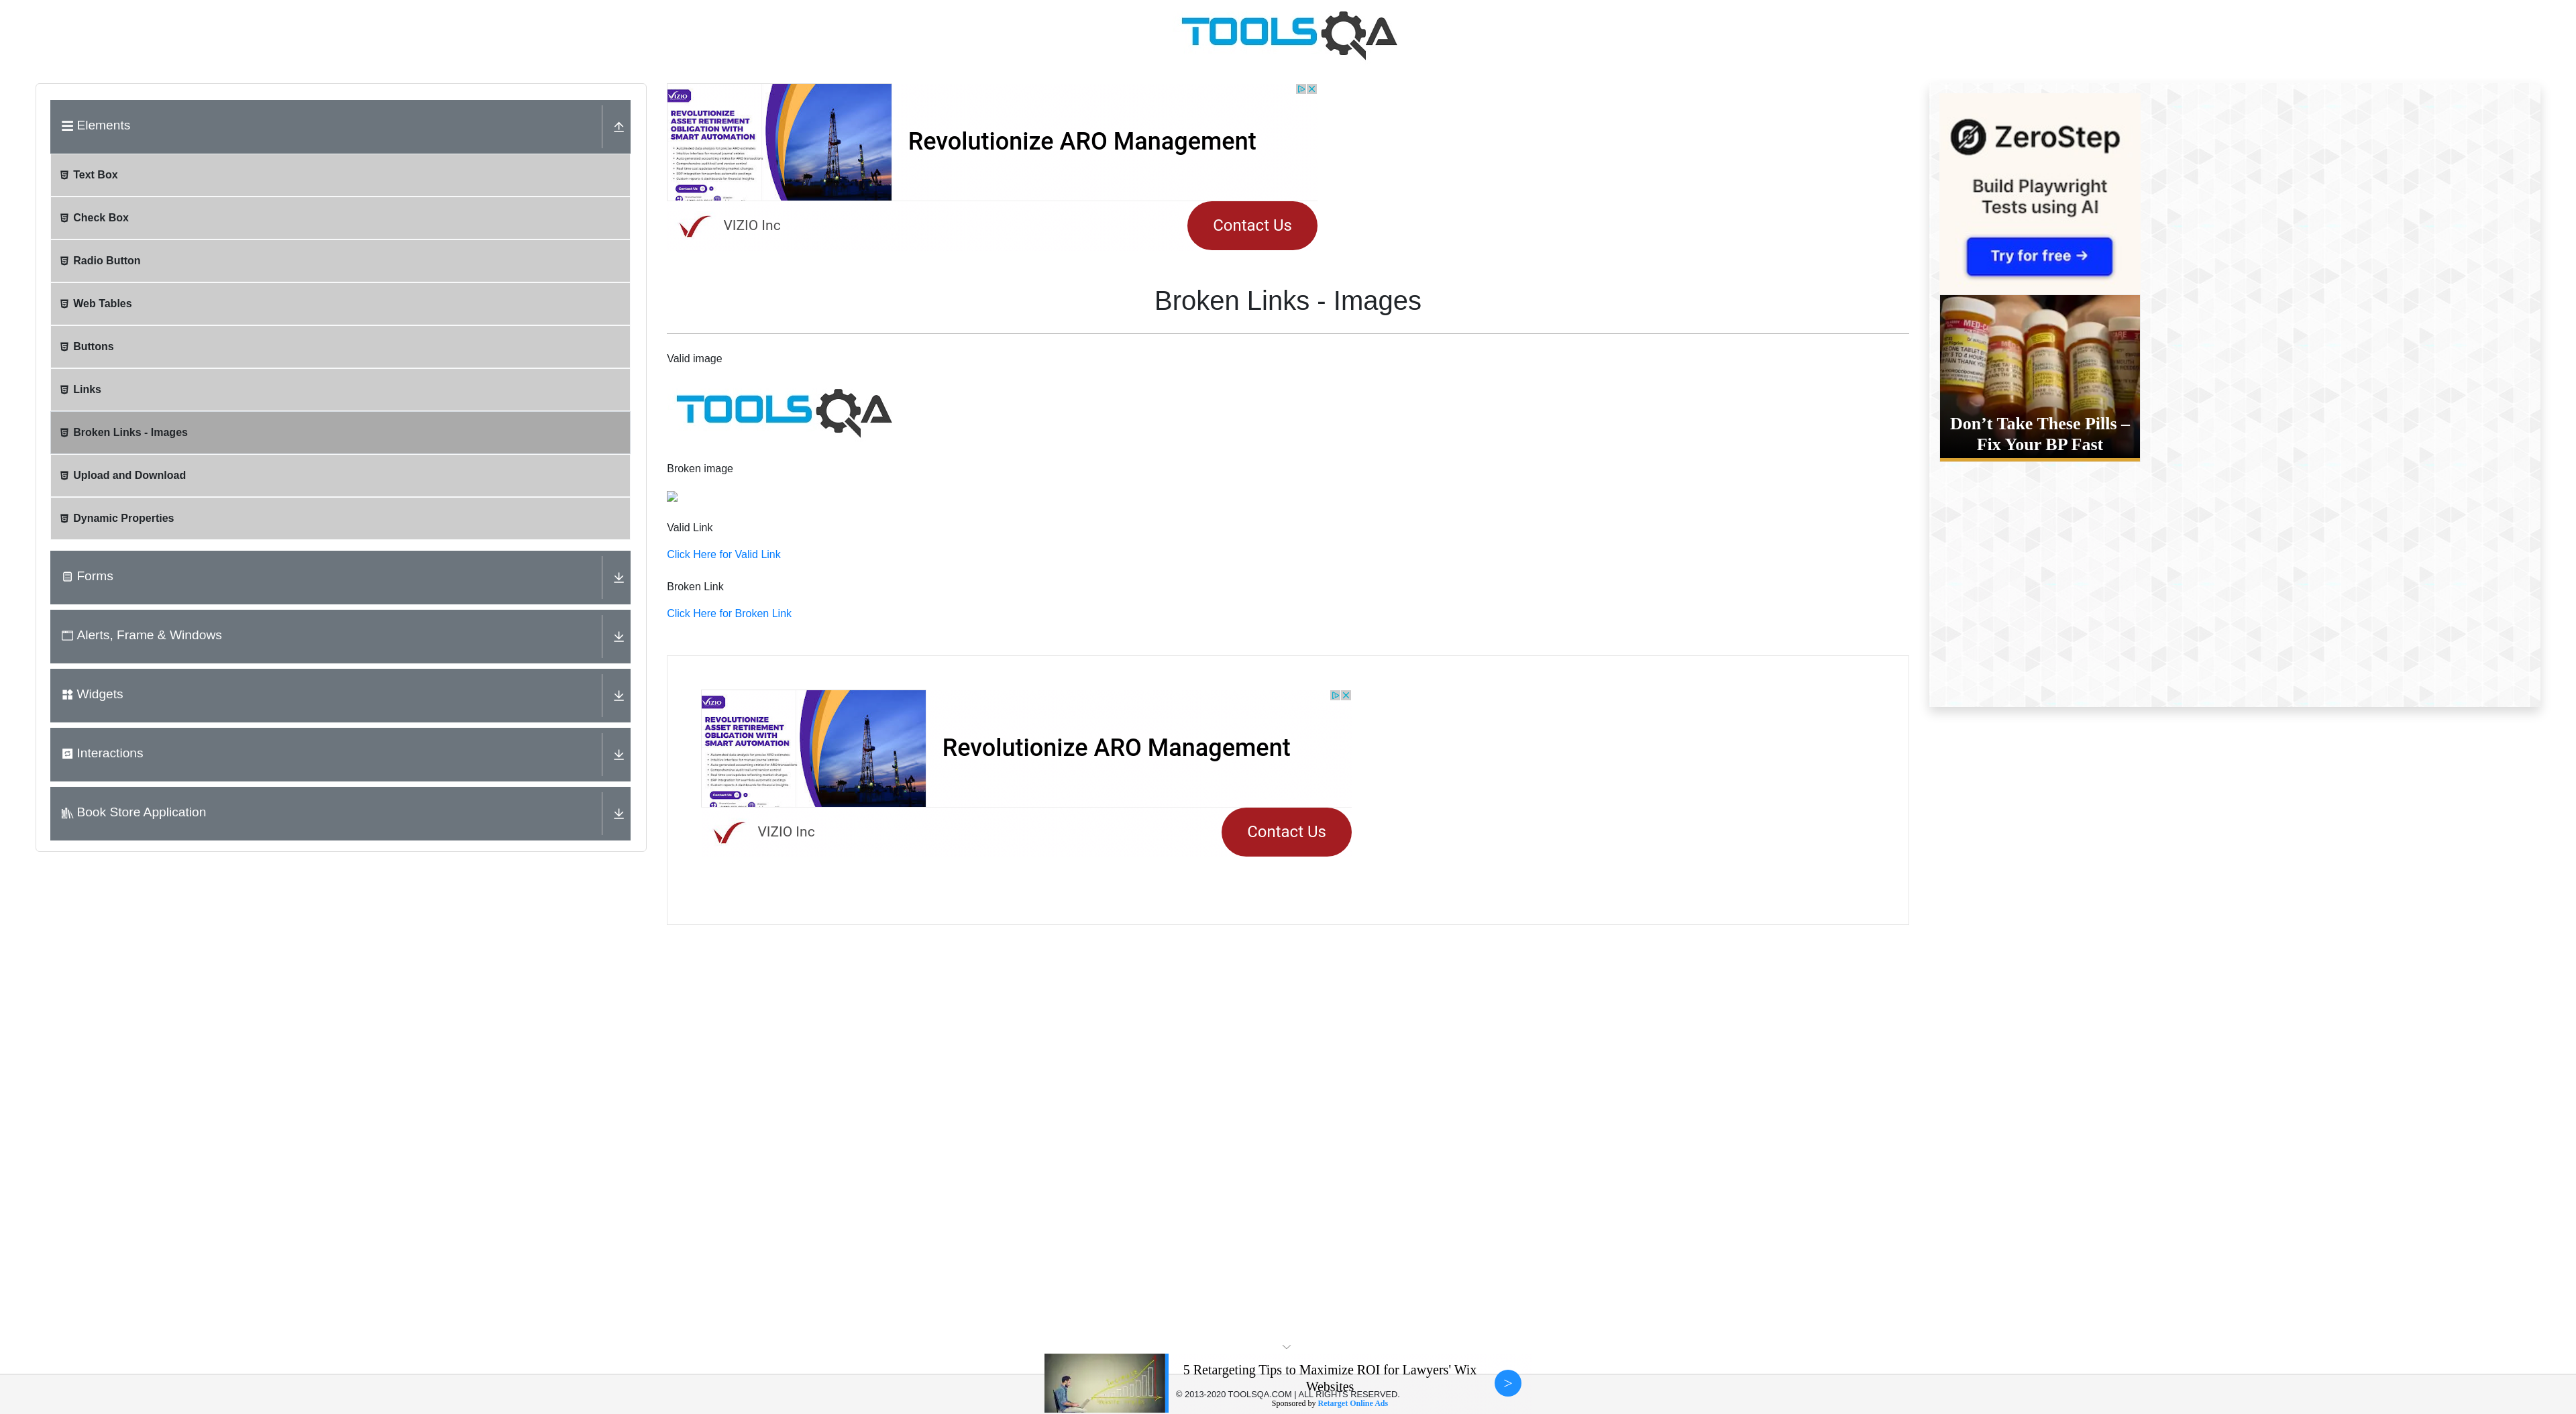 TOOLSQA
Elements
Text Box
Check Box
Radio Button
Web Tables
Buttons
Links
Broken Links - Images
Upload and Download
Dynamic Properties
Forms
Alerts, Frame & Windows
Widgets
Interactions
Book Store Application
VIZIO
REVOLUTIONIZE
ASSET RETIREMENT
OBLIGATION WITH
SMART AUTOMATION
Contact Us
Revolutionize ARO Management
VIZIO Inc
Contact Us
Broken Links - Images
Valid image
TOOLSQA
Broken image
Valid Link
Click Here for Valid Link
Broken Link
Click Here for Broken Link
VIZIO
REVOLUTIONIZE
ASSET RETIREMENT
OBLIGATION WITH
SMART AUTOMATION
Contact Us
Revolutionize ARO Management
VIZIO Inc
Contact Us
ZeroStep
Build Playwright
Tests using AI
Try for free →
Don’t Take These Pills –
Fix Your BP Fast
5 Retargeting Tips to Maximize ROI for Lawyers' Wix
Websites
© 2013-2020 TOOLSQA.COM | ALL RIGHTS RESERVED.
Sponsored by Retarget Online Ads
>